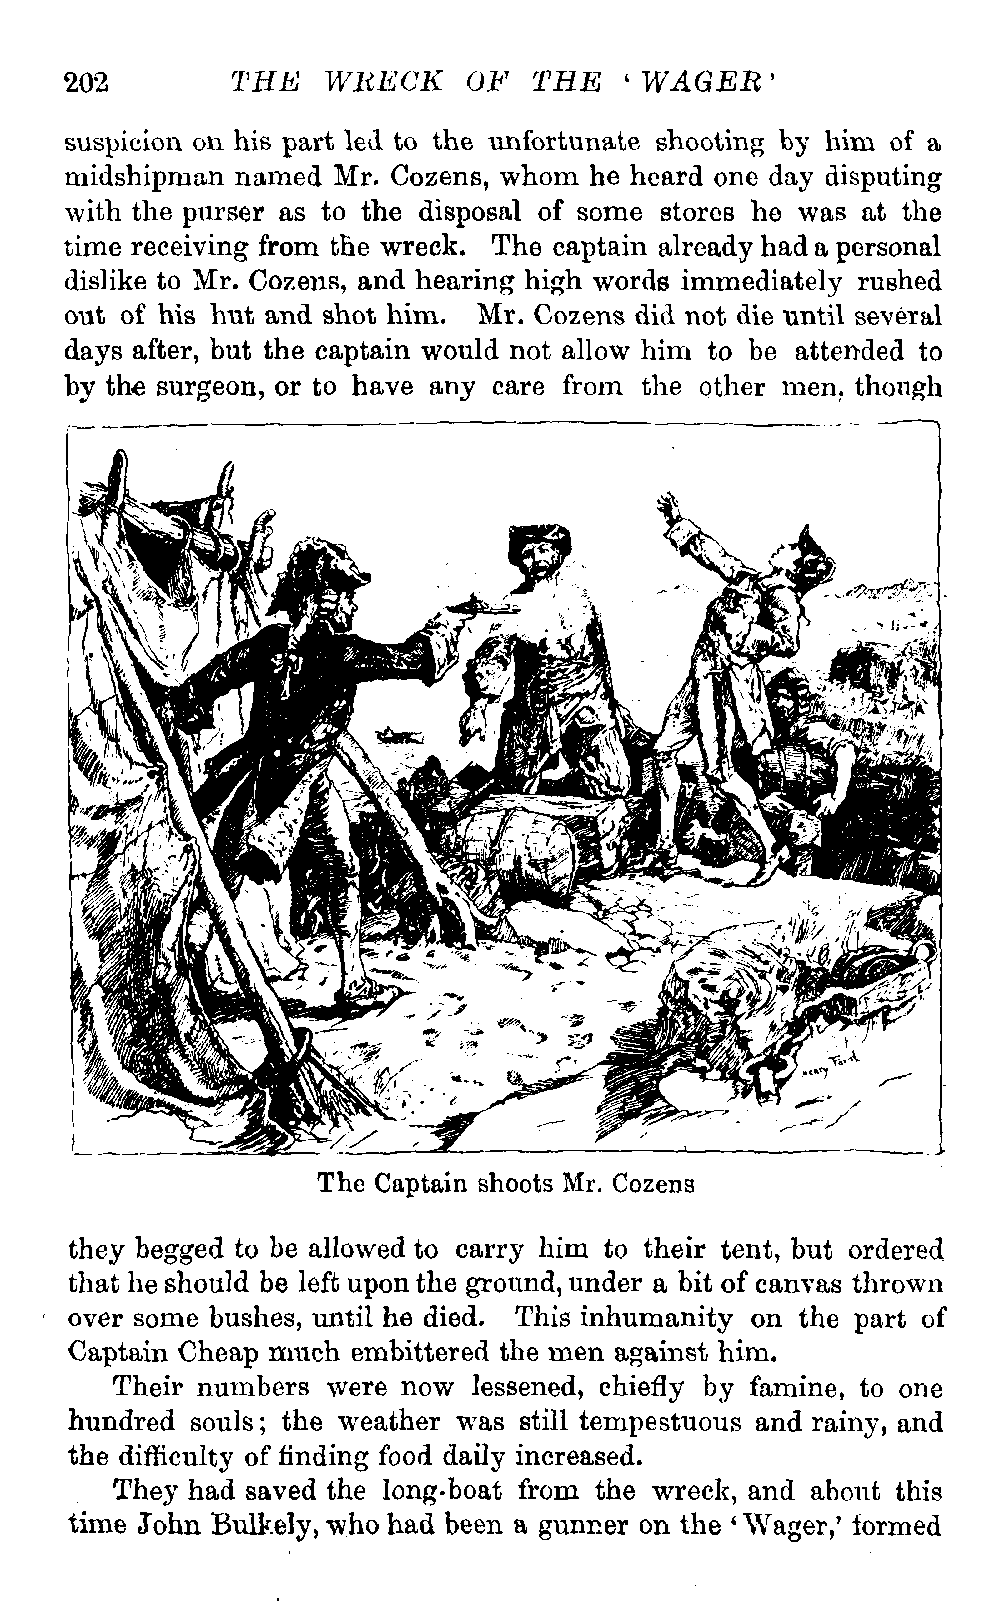 202 THE WRECK OF THE ‘WAGER’
suspicion on his part led to the unfortunate shooting by him of a
midshipman named Mr. Cozens, whom he heard one day disputing
with the purser as to the disposal of some stores he was at the
time receiving from the wreck. The captain already had a personal
dislike to Mr. Cozens, and hearing high words immediately rushed
out of his hut and shot him. Mr. Cozens did not die until several
days after, but the captain would not allow him to be attended to
by the surgeon, or to have any care from the other men, though
Henry Ford
The Captain shoots Mr. Cozens
they begged to be allowed to carry him to their tent, but ordered
that he should be left upon the ground, under a bit of canvas thrown
over some bushes, until he died. This inhumanity on the part of
Captain Cheap much embittered the men against him.
Their numbers were now lessened, chiefly by famine, to one
hundred souls; the weather was still tempestuous and rainy, and
the difficulty of finding food daily increased.
They had saved the long-boat from the wreck, and about this
time John Bulkely, who had been a gunner on the ‘Wager,’ formed